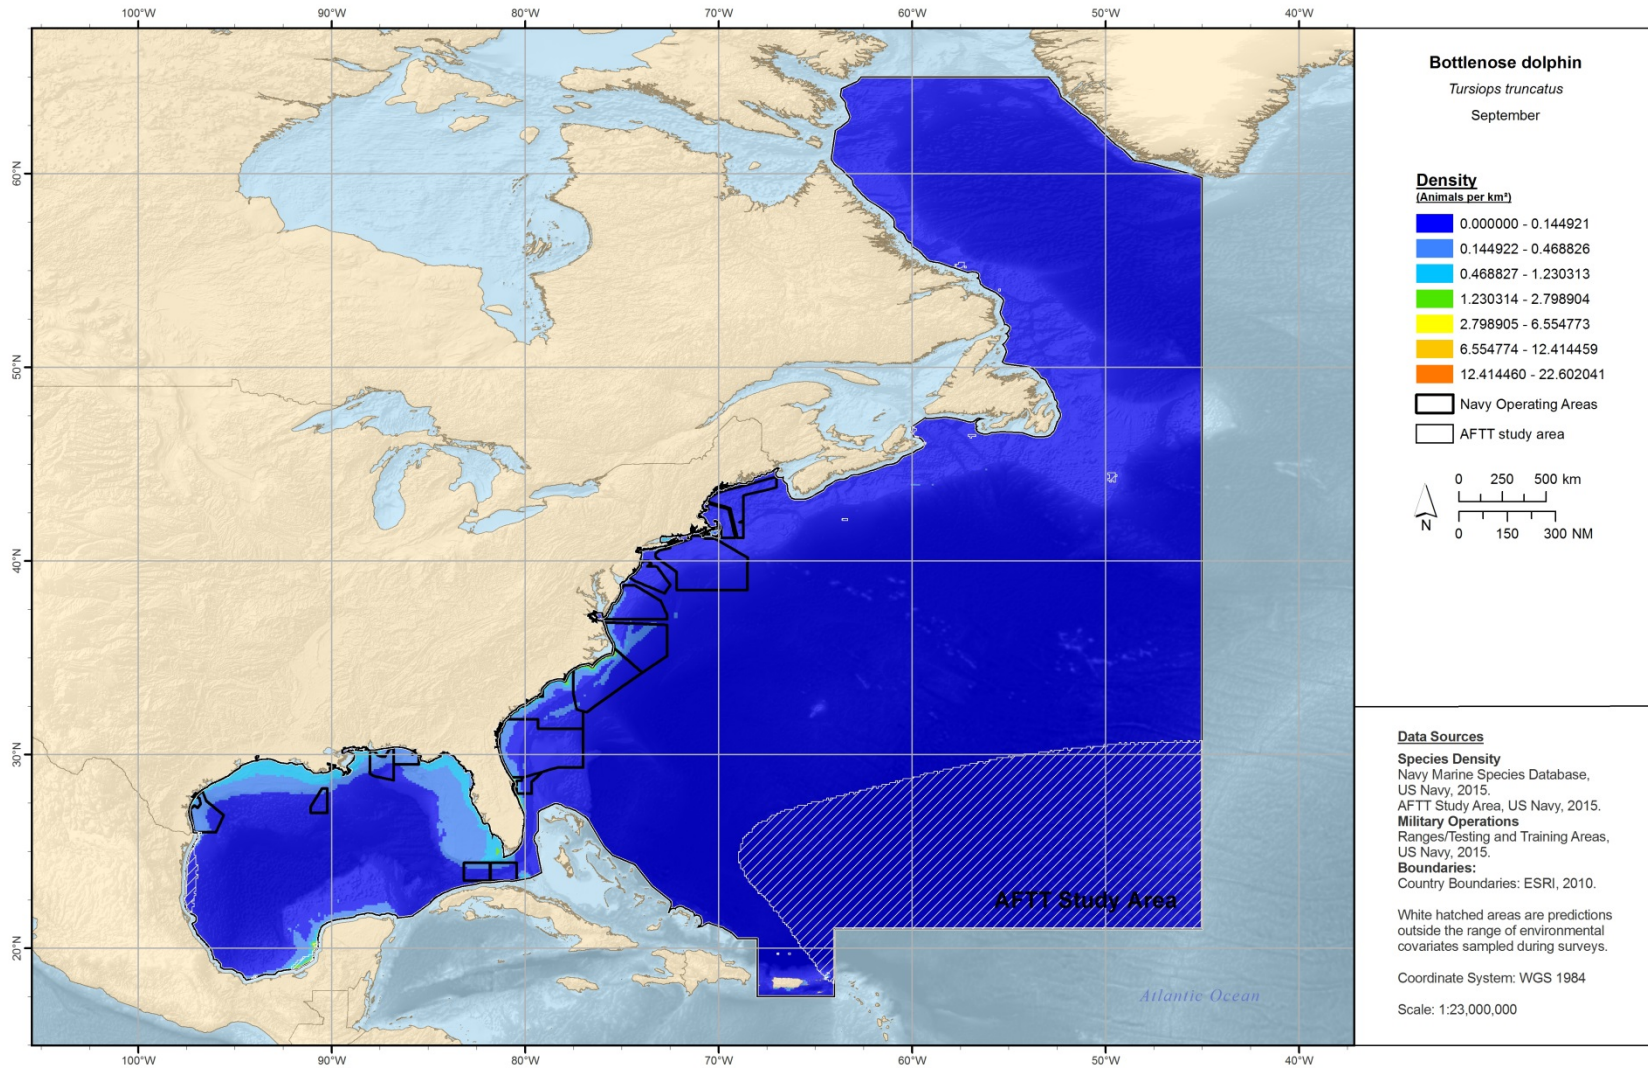 100°W 90°W 80°W 70°W 60°W 50°W 40°W
60°N
50°N
40°N
30°N
20°N
60°N
50°N
40°N
30°N
20°N
AFTT Study Area
Atlantic Ocean
100°W 90°W 80°W 70°W 60°W 50°W 40°W
Bottlenose dolphin
Tursiops truncatus
September
Density
(Animals per km²)
0.000000 - 0.144921
0.144922 - 0.468826
0.468827 - 1.230313
1.230314 - 2.798904
2.798905 - 6.554773
6.554774 - 12.414459
12.414460 - 22.602041
Navy Operating Areas
AFTT study area
N
0 250 500 km
0 150 300 NM
Data Sources
Species Density
Navy Marine Species Database,
US Navy, 2015.
AFTT Study Area, US Navy, 2015.
Military Operations
Ranges/Testing and Training Areas,
US Navy, 2015.
Boundaries:
Country Boundaries: ESRI, 2010.
White hatched areas are predictions
outside the range of environmental
covariates sampled during surveys.
Coordinate System: WGS 1984
Scale: 1:23,000,000